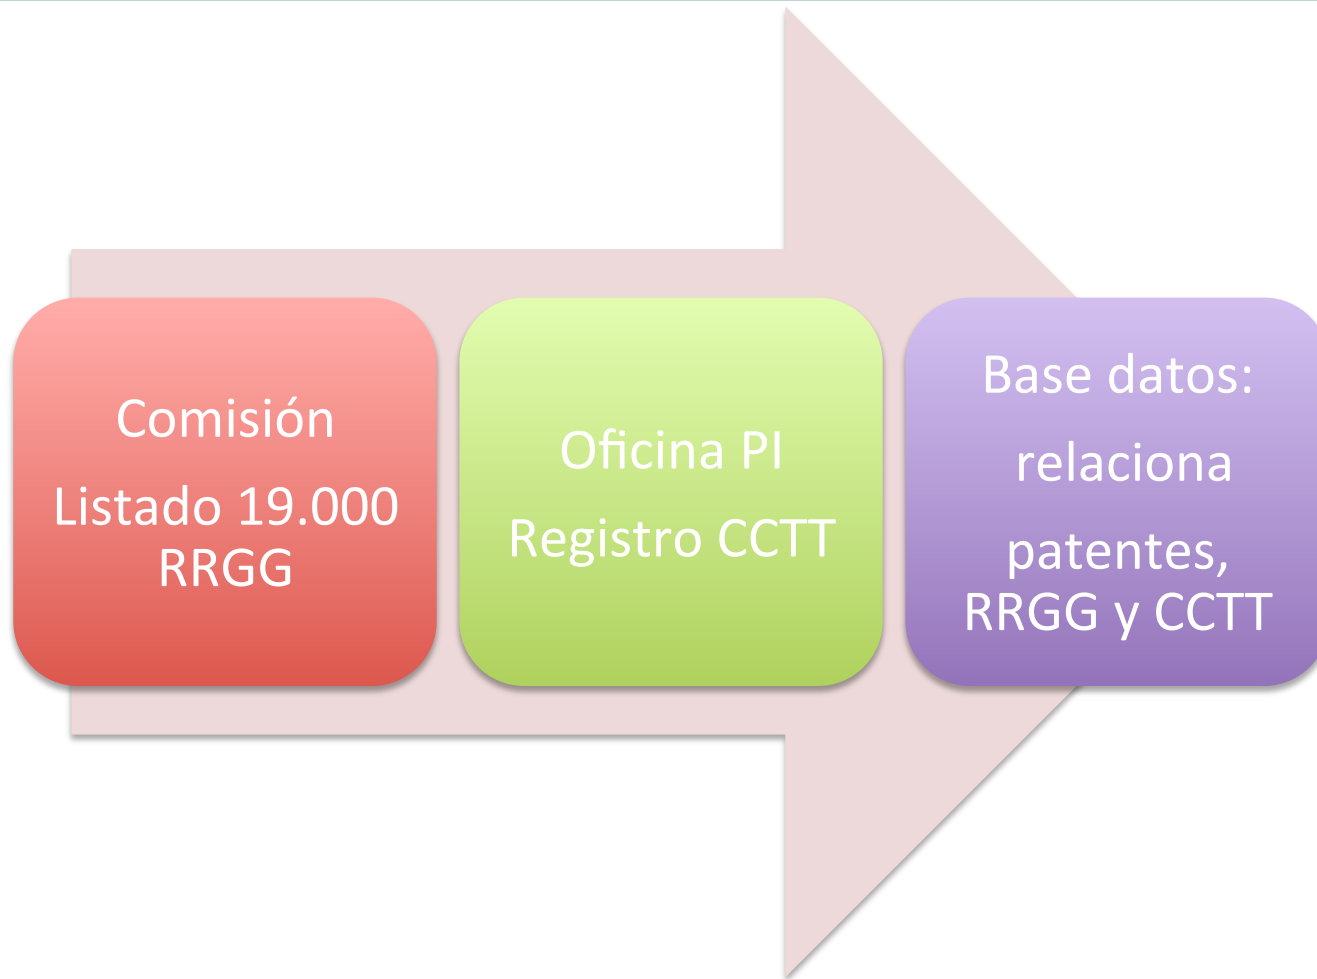 Comisión
Listado 19.000
RRGG
Oficina PI
Registro CCTT
Base datos:
relaciona
patentes,
RRGG y CCTT